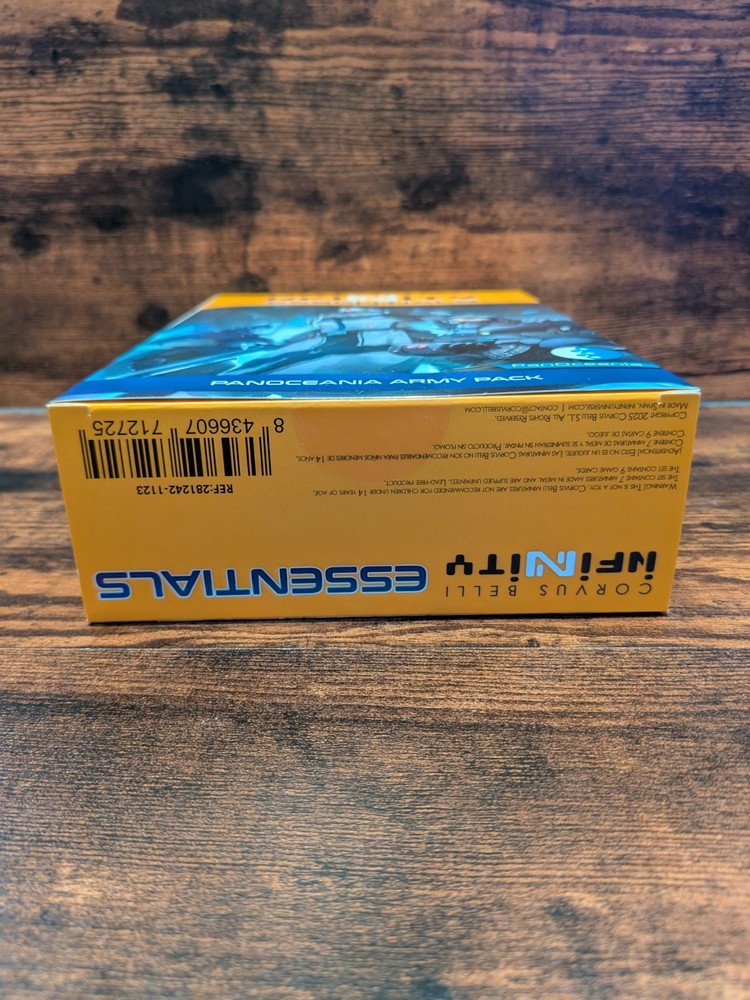 PANOCEANIA ARMY PACK
PanOceania
CORVUS BELLI
INFINITY
ESSENTIALS
Warning! This is not a toy. Corvus Belli miniatures are not recommended for children under 14 years of age.
The set contains 7 miniatures made in metal and are supplied unpainted. Lead-free product.
The set contains 9 game cards.
¡Advertencia! Esto no es un juguete. Las miniaturas Corvus Belli no son recomendables para niños menores de 14 años.
Contiene 7 miniaturas de metal y se suministran sin pintar. Producto sin plomo.
Contiene 9 cartas de juego.
Copyright 2025 Corvus Belli S.L.L. All Rights Reserved.
Made in Spain. infinityuniverse.com | contact@corvusbelli.com
REF:281242-1123
8 436607 712725